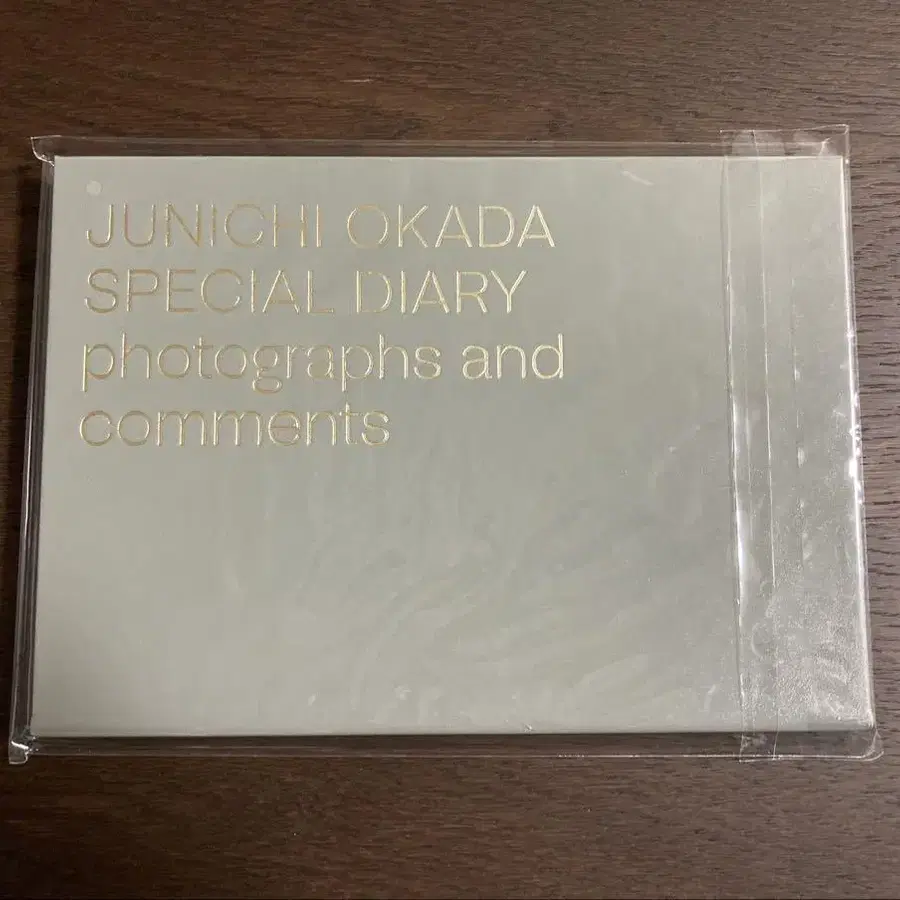 JUNICHI OKADA
SPECIAL DIARY
photographs and
comments